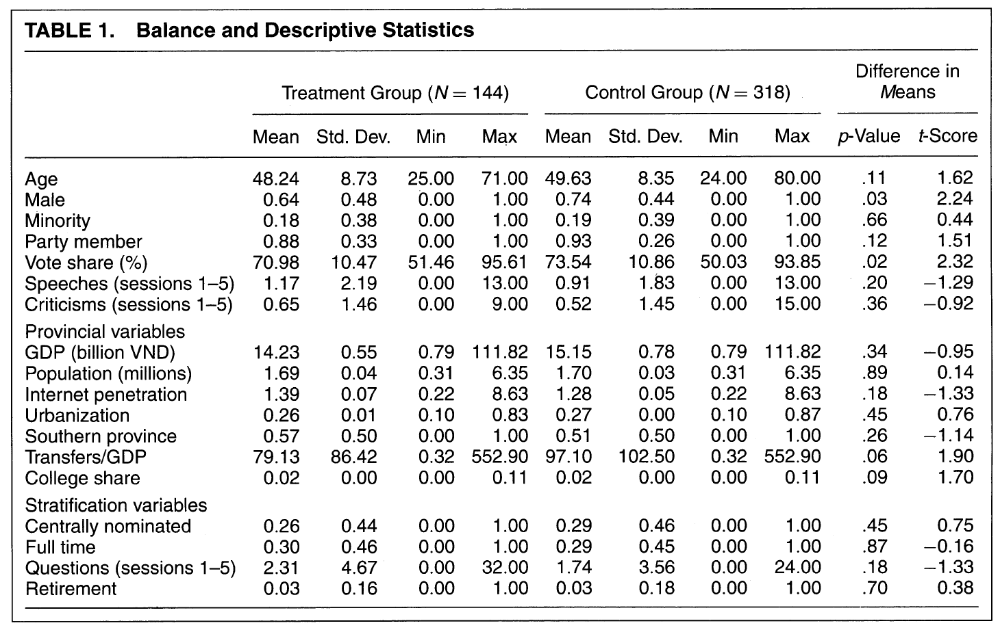 TABLE 1. Balance and Descriptive Statistics
Difference in
Treatment Group (N = 144) Control Group (N = 318) Means
Mean Std. Dev. Min Max Mean Std. Dev. Min Max p-Value t-Score
Age 48.24 8.73 25.00 71.00 49.63 8.35 24.00 80.00 .11 1.62
Male 0.64 0.48 0.00 1.00 0.74 0.44 0.00 1.00 .03 2.24
Minority 0.18 0.38 0.00 1.00 0.19 0.39 0.00 1.00 .66 0.44
Party member 0.88 0.33 0.00 1.00 0.93 0.26 0.00 1.00 .12 1.51
Vote share (%) 70.98 10.47 51.46 95.61 73.54 10.86 50.03 93.85 .02 2.32
Speeches (sessions 1–5) 1.17 2.19 0.00 13.00 0.91 1.83 0.00 13.00 .20 −1.29
Criticisms (sessions 1–5) 0.65 1.46 0.00 9.00 0.52 1.45 0.00 15.00 .36 −0.92
Provincial variables
GDP (billion VND) 14.23 0.55 0.79 111.82 15.15 0.78 0.79 111.82 .34 −0.95
Population (millions) 1.69 0.04 0.31 6.35 1.70 0.03 0.31 6.35 .89 0.14
Internet penetration 1.39 0.07 0.22 8.63 1.28 0.05 0.22 8.63 .18 −1.33
Urbanization 0.26 0.01 0.10 0.83 0.27 0.00 0.10 0.87 .45 0.76
Southern province 0.57 0.50 0.00 1.00 0.51 0.50 0.00 1.00 .26 −1.14
Transfers/GDP 79.13 86.42 0.32 552.90 97.10 102.50 0.32 552.90 .06 1.90
College share 0.02 0.00 0.00 0.11 0.02 0.00 0.00 0.11 .09 1.70
Stratification variables
Centrally nominated 0.26 0.44 0.00 1.00 0.29 0.46 0.00 1.00 .45 0.75
Full time 0.30 0.46 0.00 1.00 0.29 0.45 0.00 1.00 .87 −0.16
Questions (sessions 1–5) 2.31 4.67 0.00 32.00 1.74 3.56 0.00 24.00 .18 −1.33
Retirement 0.03 0.16 0.00 1.00 0.03 0.18 0.00 1.00 .70 0.38